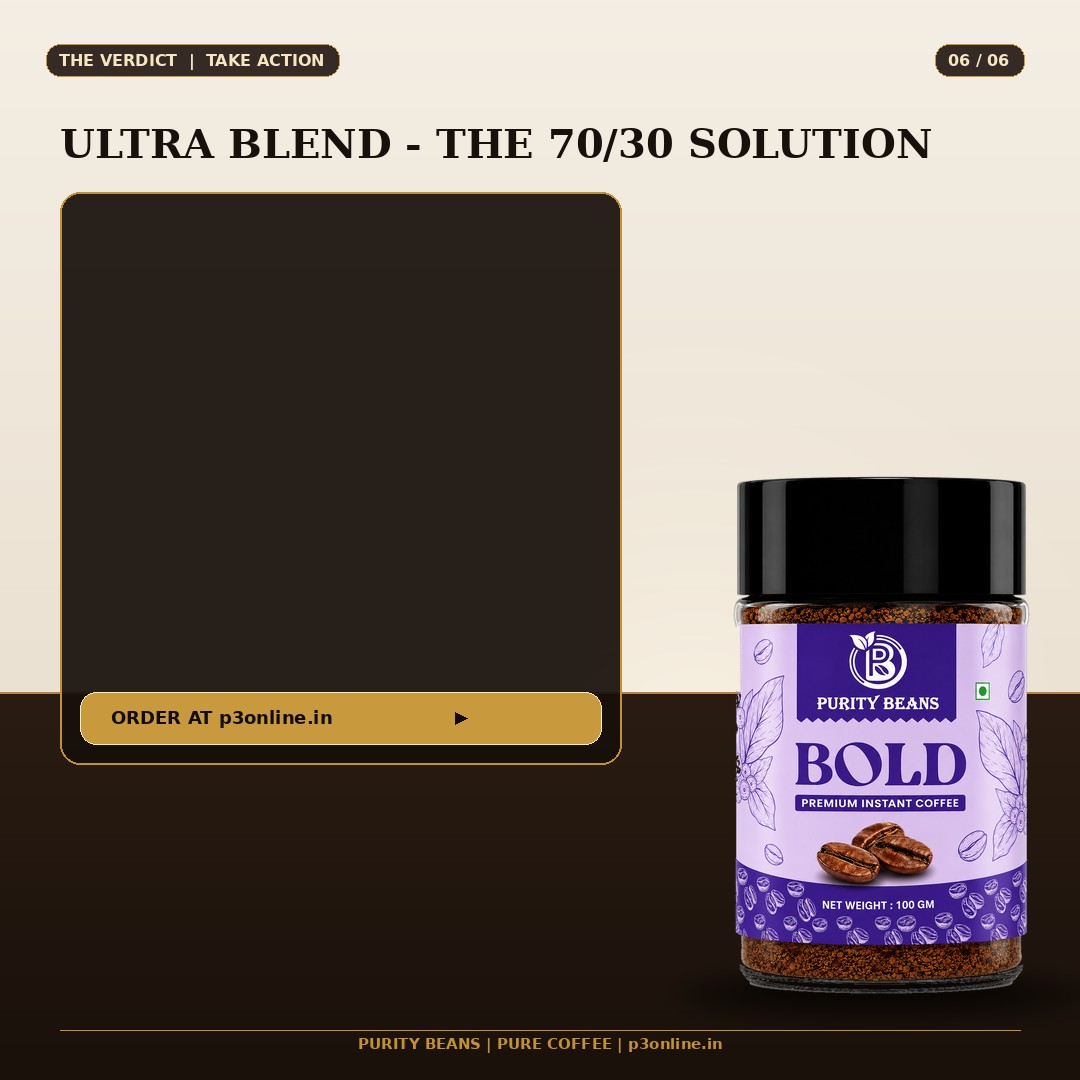 THE VERDICT | TAKE ACTION
06 / 06
ULTRA BLEND - THE 70/30 SOLUTION
ORDER AT p3online.in ►
PURITY BEANS
BOLD
PREMIUM INSTANT COFFEE
NET WEIGHT : 100 GM
PURITY BEANS | PURE COFFEE | p3online.in